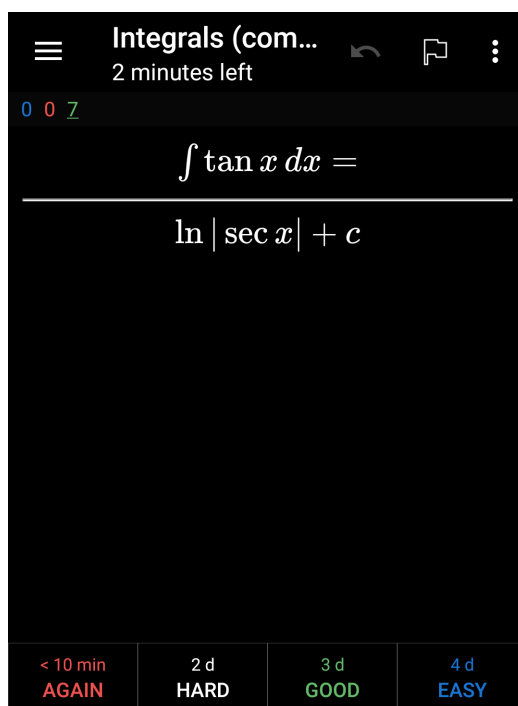 Integrals (com...
2 minutes left
0 0 7
∫ tan x dx =
ln | sec x| + c
< 10 min 2 d 3 d 4 d
AGAIN HARD GOOD EASY